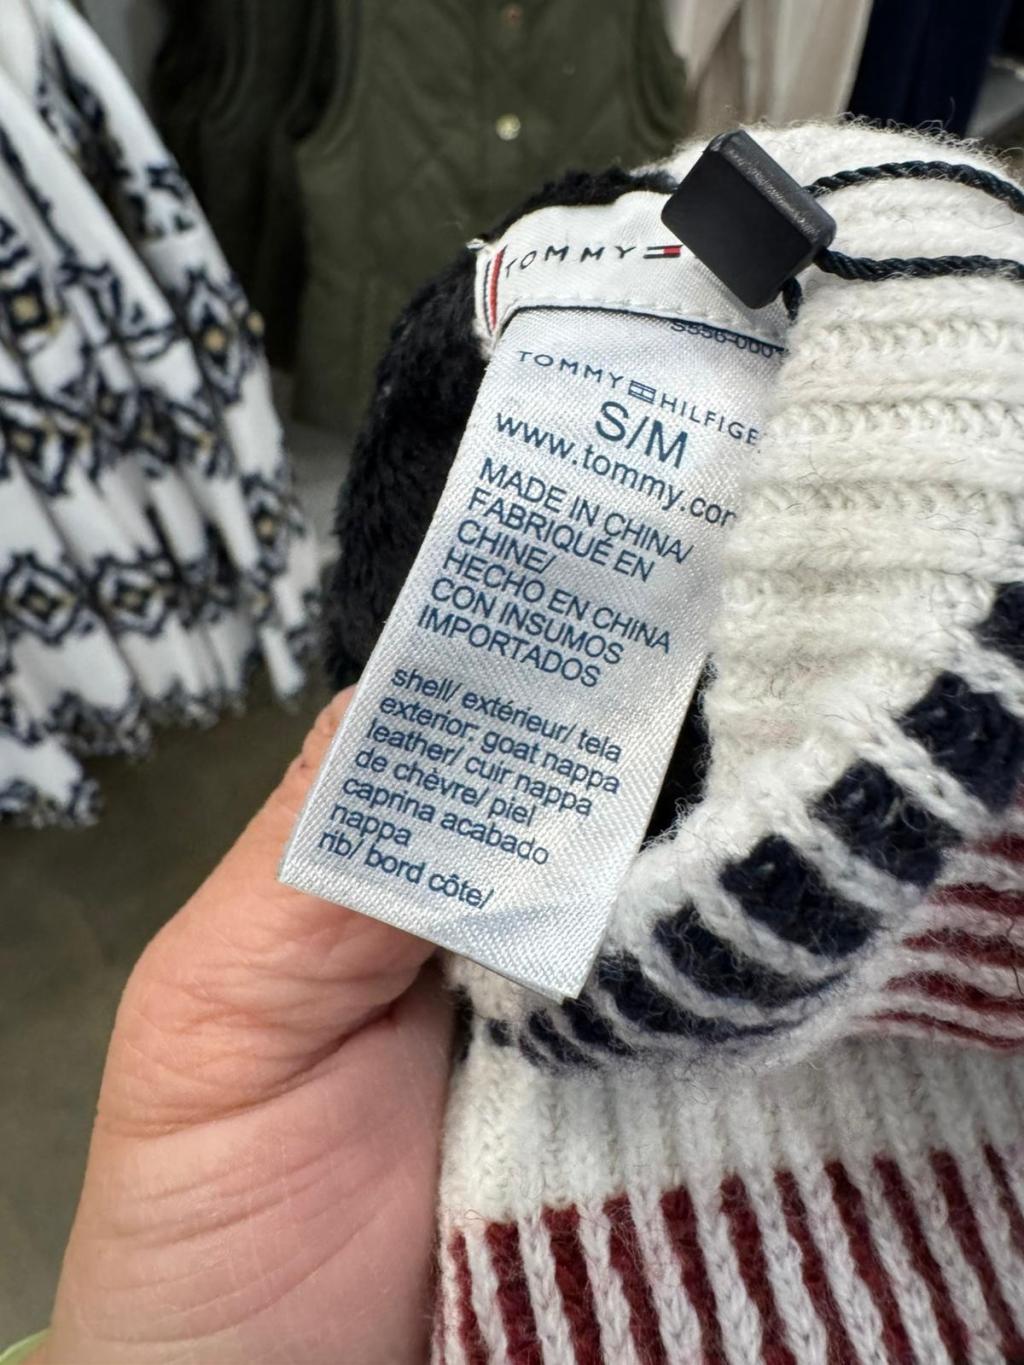 TOMMY
TOMMY HILFIGE
S/M
www.tommy.com
MADE IN CHINA/
FABRIQUÉ EN
CHINE/
HECHO EN CHINA
CON INSUMOS
IMPORTADOS
shell/ extérieur/ tela
exterior: goat nappa
leather/ cuir nappa
de chèvre/ piel
caprina acabado
nappa
rib/ bord côte/